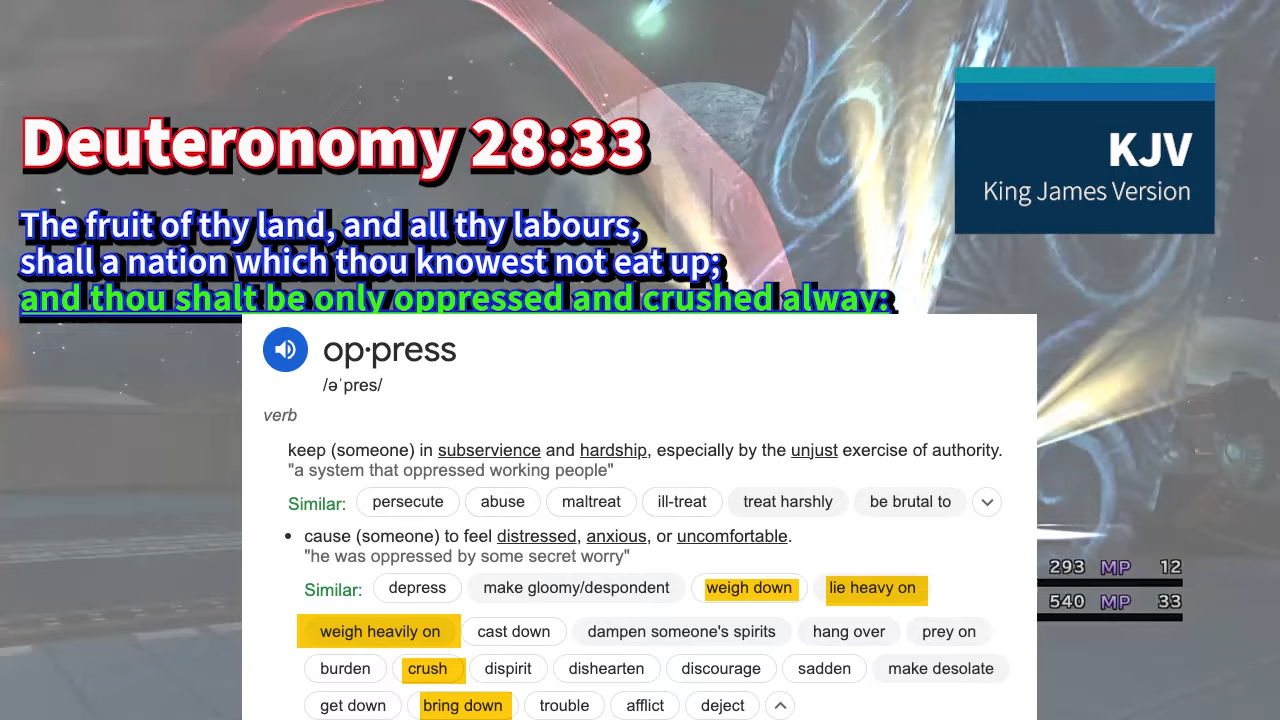 Deuteronomy 28:33
KJV
King James Version
The fruit of thy land, and all thy labours,
shall a nation which thou knowest not eat up;
and thou shalt be only oppressed and crushed alway:
op·press
/əˈpres/
verb
keep (someone) in subservience and hardship, especially by the unjust exercise of authority.
"a system that oppressed working people"
Similar: persecute abuse maltreat ill-treat treat harshly be brutal to
• cause (someone) to feel distressed, anxious, or uncomfortable.
"he was oppressed by some secret worry"
Similar: depress make gloomy/despondent weigh down lie heavy on
weigh heavily on cast down dampen someone's spirits hang over prey on
burden crush dispirit dishearten discourage sadden make desolate
get down bring down trouble afflict deject
293 MP 12
540 MP 33